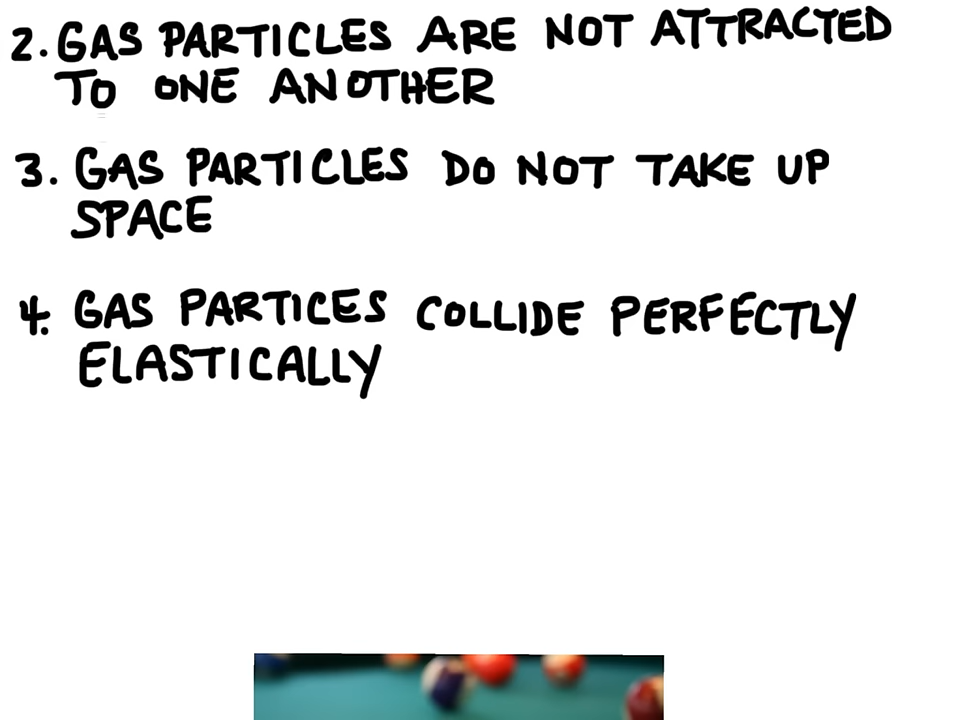 2. GAS PARTICLES ARE NOT ATTRACTED
TO ONE ANOTHER
3. GAS PARTICLES DO NOT TAKE UP
SPACE
4. GAS PARTICES COLLIDE PERFECTLY
ELASTICALLY